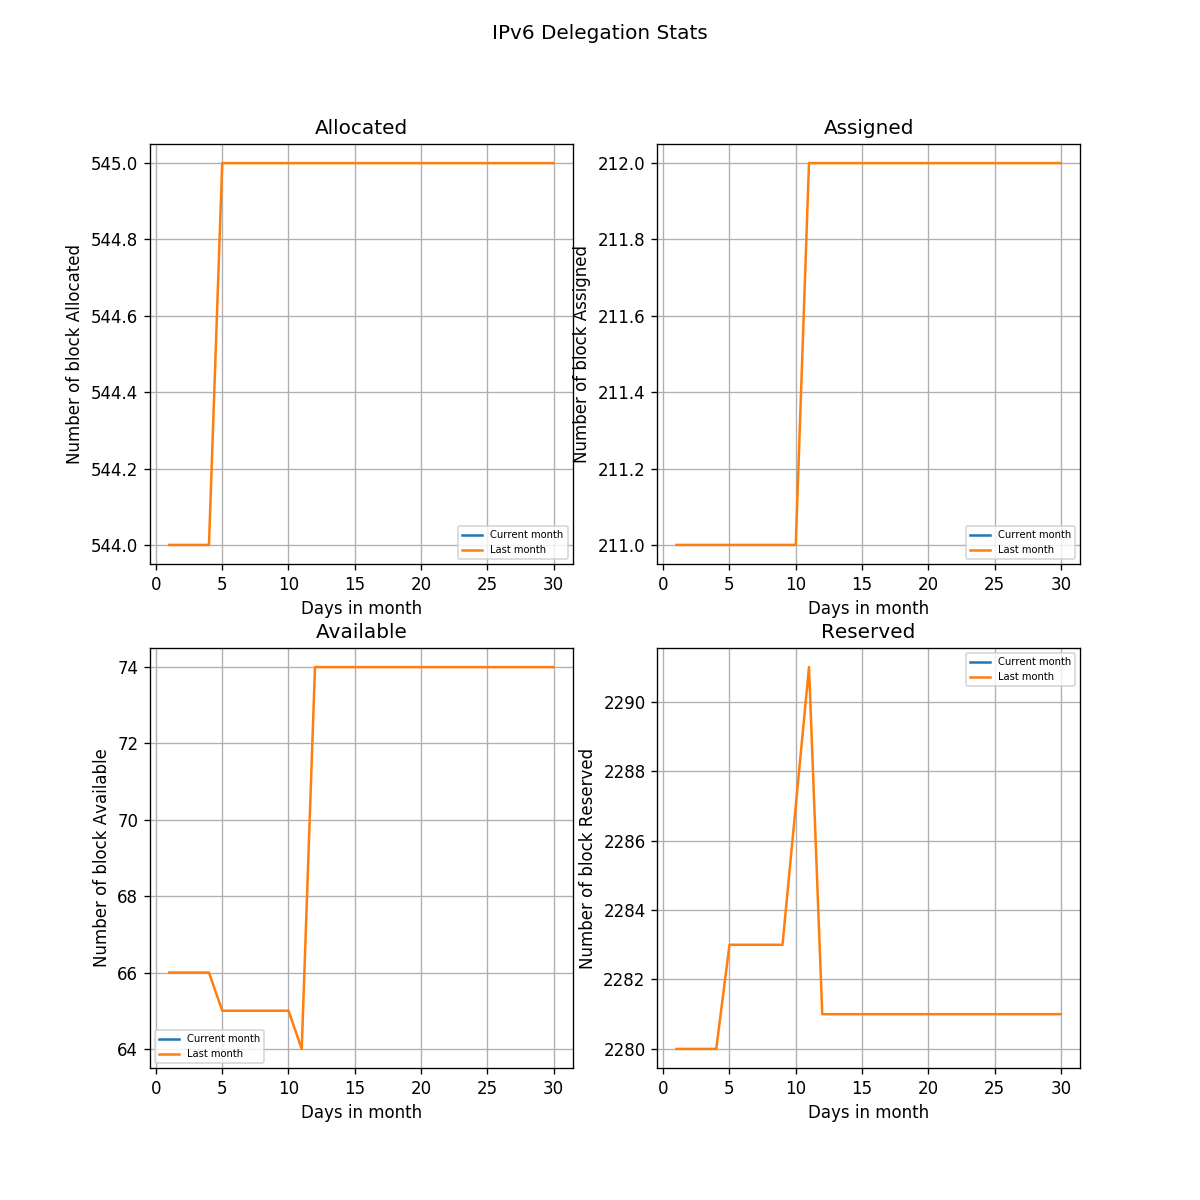 IPv6 Delegation Stats
Allocated
Number of block Allocated
545.0
544.8
544.6
544.4
544.2
544.0
0 5 10 15 20 25 30
Days in month
Current month
Last month
Assigned
Number of block Assigned
212.0
211.8
211.6
211.4
211.2
211.0
0 5 10 15 20 25 30
Days in month
Current month
Last month
Available
Number of block Available
74
72
70
68
66
64
0 5 10 15 20 25 30
Days in month
Current month
Last month
Reserved
Number of block Reserved
2290
2288
2286
2284
2282
2280
0 5 10 15 20 25 30
Days in month
Current month
Last month